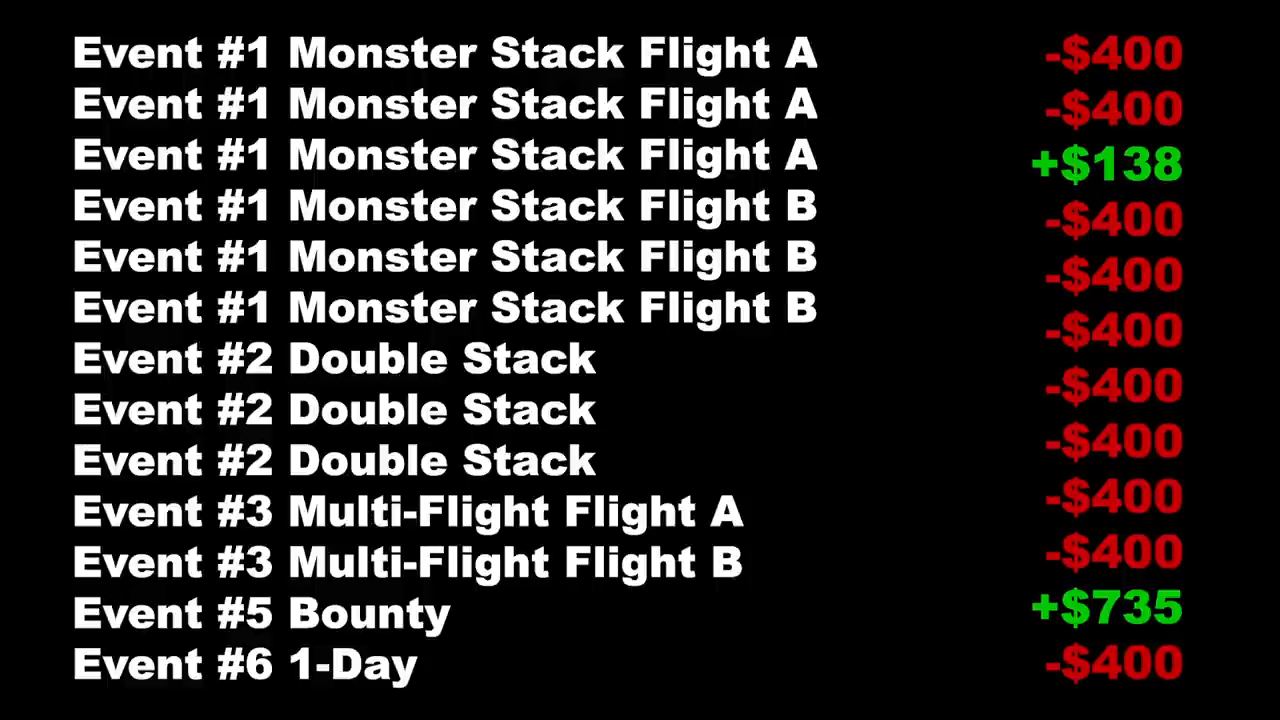 Event #1 Monster Stack Flight A
Event #1 Monster Stack Flight A
Event #1 Monster Stack Flight A
Event #1 Monster Stack Flight B
Event #1 Monster Stack Flight B
Event #1 Monster Stack Flight B
Event #2 Double Stack
Event #2 Double Stack
Event #2 Double Stack
Event #3 Multi-Flight Flight A
Event #3 Multi-Flight Flight B
Event #5 Bounty
Event #6 1-Day
-$400
-$400
+$138
-$400
-$400
-$400
-$400
-$400
-$400
-$400
+$735
-$400